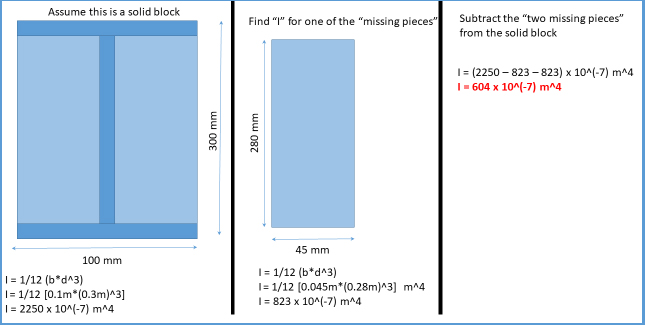 Assume this is a solid block
300 mm
100 mm
I = 1/12 (b*d^3)
I= 1/12 [0.1m*(0.3m)^3]
I = 2250 x 10^(-7) m^4
Find “I” for one of the “missing pieces”
280 mm
45 mm
I = 1/12 (b*d^3)
I = 1/12 [0.045m*(0.28m)^3] m^4
I = 823 x 10^(-7) m^4
Subtract the “two missing pieces”
from the solid block
I = (2250 – 823 – 823) x 10^(-7) m^4
I = 604 x 10^(-7) m^4